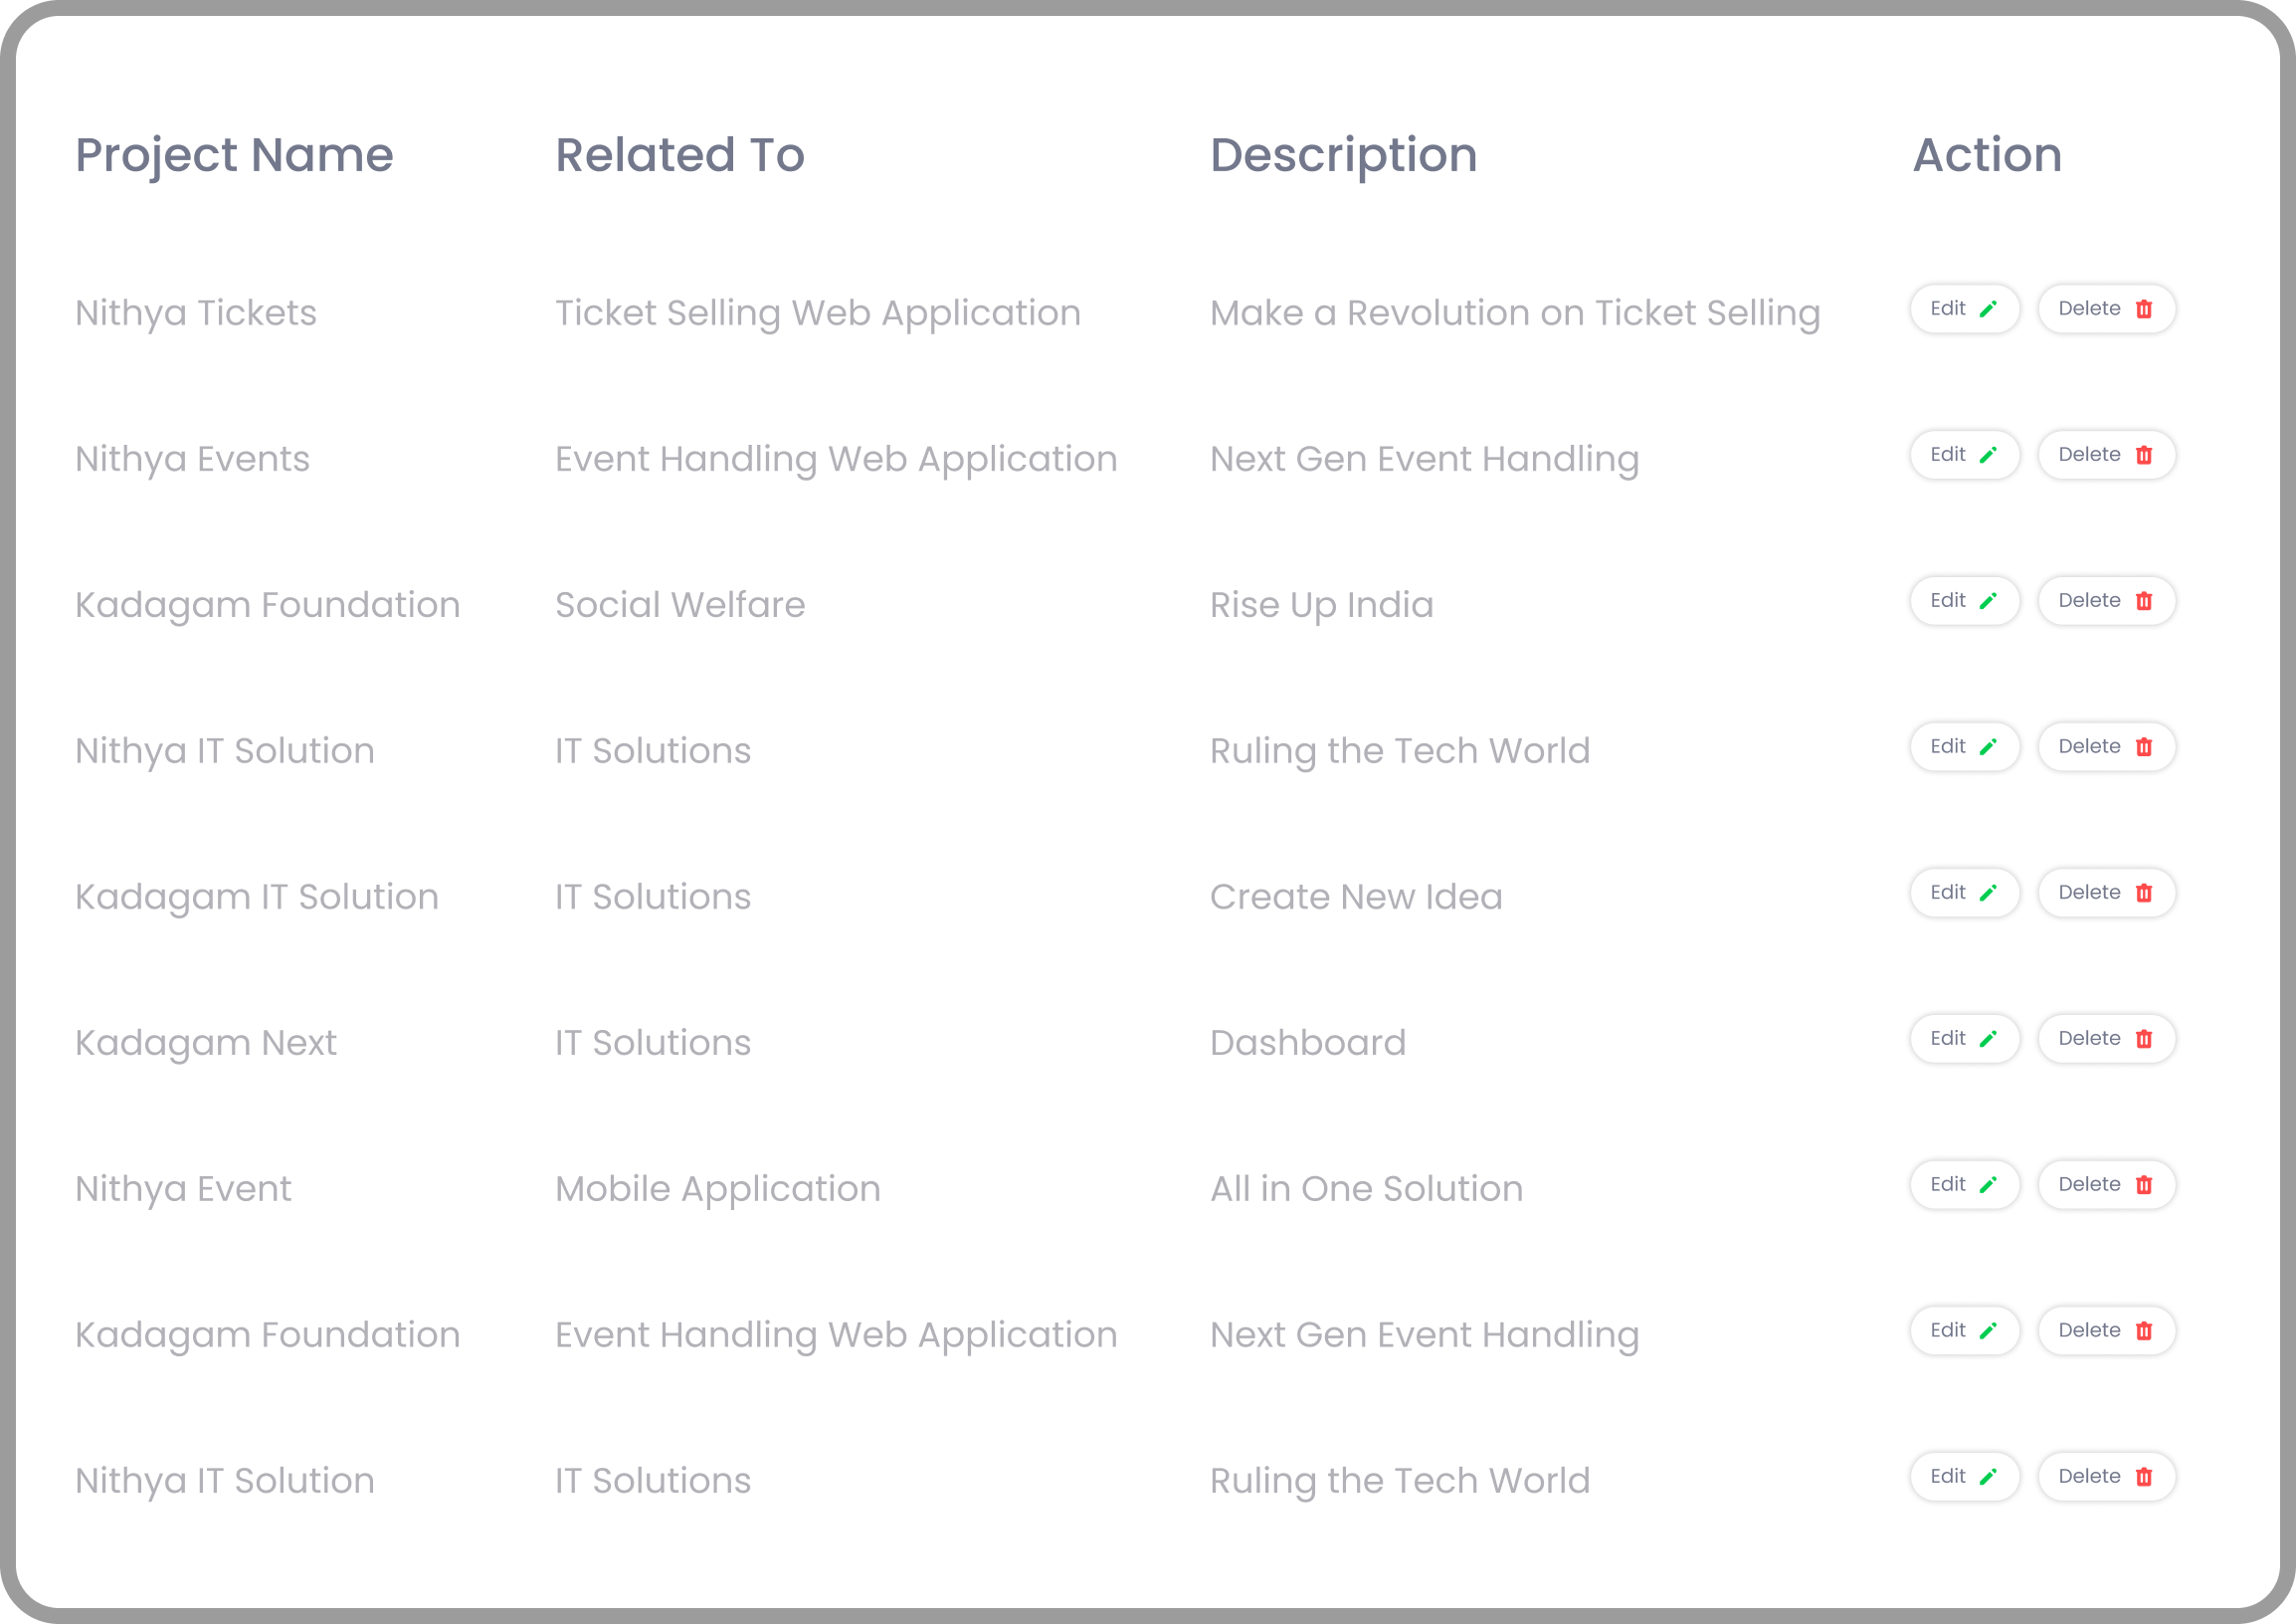 Project Name Related To Description Action
Nithya Tickets Ticket Selling Web Application Make a Revolution on Ticket Selling Edit Delete
Nithya Events Event Handling Web Application Next Gen Event Handling Edit Delete
Kadagam Foundation Social Welfare Rise Up India Edit Delete
Nithya IT Solution IT Solutions Ruling the Tech World Edit Delete
Kadagam IT Solution IT Solutions Create New Idea Edit Delete
Kadagam Next IT Solutions Dashboard Edit Delete
Nithya Event Mobile Application All in One Solution Edit Delete
Kadagam Foundation Event Handling Web Application Next Gen Event Handling Edit Delete
Nithya IT Solution IT Solutions Ruling the Tech World Edit Delete